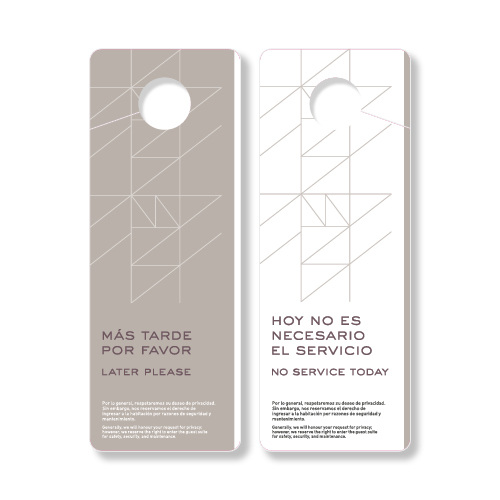 MÁS TARDE
POR FAVOR
LATER PLEASE
Por lo general, respetaremos su deseo de privacidad.
Sin embargo, nos reservamos el derecho de
ingresar a la habitación por razones de seguridad y
mantenimiento.
Generally, we will honour your request for privacy;
however, we reserve the right to enter the guest suite
for safety, security, and maintenance.
HOY NO ES
NECESARIO
EL SERVICIO
NO SERVICE TODAY
Por lo general, respetaremos su deseo de privacidad.
Sin embargo, nos reservamos el derecho de
ingresar a la habitación por razones de seguridad y
mantenimiento.
Generally, we will honour your request for privacy;
however, we reserve the right to enter the guest suite
for safety, security, and maintenance.